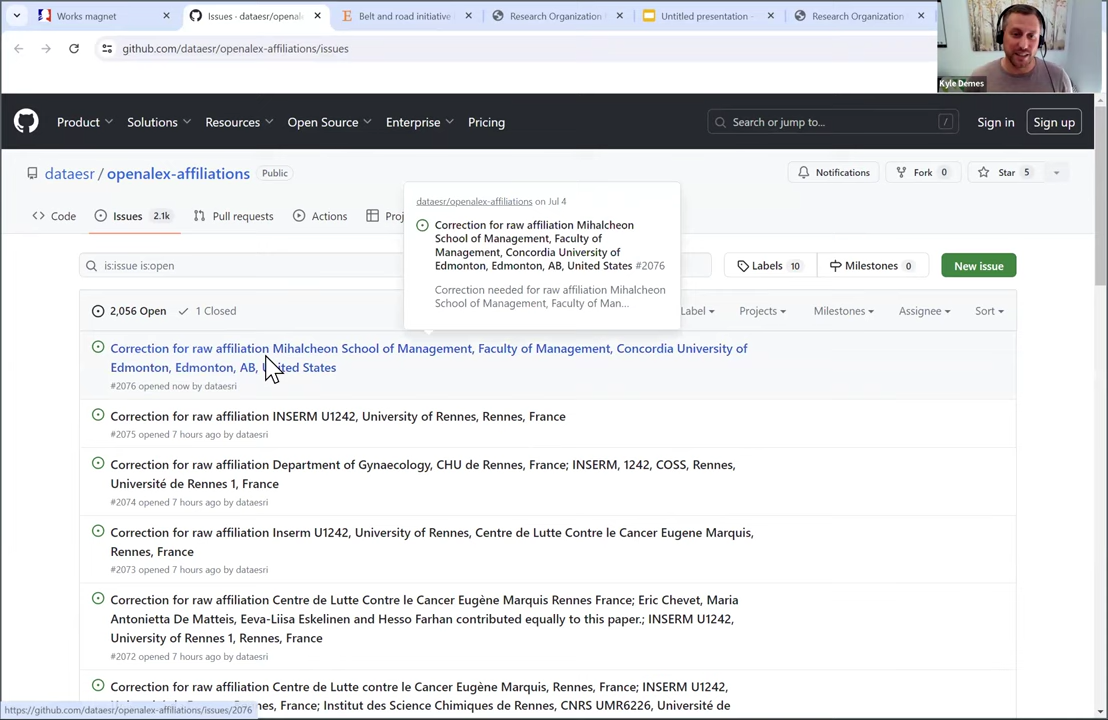 Works magnet
Issues · dataesr/openale
Belt and road initiative
Research Organization
Untitled presentation -
Research Organization
github.com/dataesr/openalex-affiliations/issues
Kyle Demes
Product
Solutions
Resources
Open Source
Enterprise
Pricing
Search or jump to...
/
Sign in
Sign up
dataesr / openalex-affiliations
Public
Notifications
Fork 0
Star 5
Code
Issues 2.1k
Pull requests
Actions
Proj
dataesr/openalex-affiliations on Jul 4
Correction for raw affiliation Mihalcheon
School of Management, Faculty of
Management, Concordia University of
Edmonton, Edmonton, AB, United States #2076
Correction needed for raw affiliation Mihalcheon
School of Management, Faculty of Man...
is:issue is:open
Labels 10
Milestones 0
New issue
2,056 Open
1 Closed
Label
Projects
Milestones
Assignee
Sort
Correction for raw affiliation Mihalcheon School of Management, Faculty of Management, Concordia University of
Edmonton, Edmonton, AB, United States
#2076 opened now by dataesri
Correction for raw affiliation INSERM U1242, University of Rennes, Rennes, France
#2075 opened 7 hours ago by dataesri
Correction for raw affiliation Department of Gynaecology, CHU de Rennes, France; INSERM, 1242, COSS, Rennes,
Université de Rennes 1, France
#2074 opened 7 hours ago by dataesri
Correction for raw affiliation Inserm U1242, University of Rennes, Centre de Lutte Contre le Cancer Eugene Marquis,
Rennes, France
#2073 opened 7 hours ago by dataesri
Correction for raw affiliation Centre de Lutte Contre le Cancer Eugène Marquis Rennes France; Eric Chevet, Maria
Antonietta De Matteis, Eeva-Liisa Eskelinen and Hesso Farhan contributed equally to this paper.; INSERM U1242,
University of Rennes 1, Rennes, France
#2072 opened 7 hours ago by dataesri
Correction for raw affiliation Centre de Lutte contre le Cancer Eugène Marquis, Rennes, France; INSERM U1242,
Rennes, France; Institut des Science Chimiques de Rennes, CNRS UMR6226, Université de
https://github.com/dataesr/openalex-affiliations/issues/2076